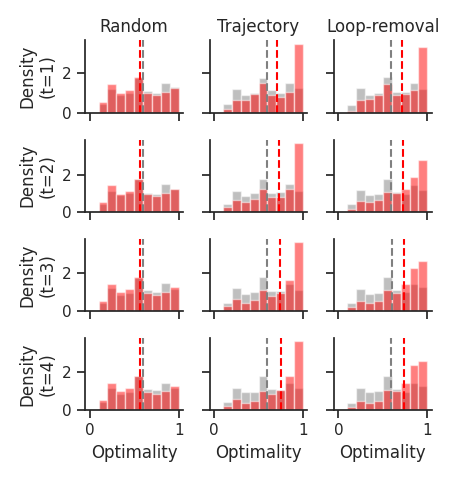 Random Trajectory Loop-removal
Density
(t=1)
2
0
Density
(t=2)
2
0
Density
(t=3)
2
0
Density
(t=4)
2
0
0 1 0 1 0 1
Optimality Optimality Optimality